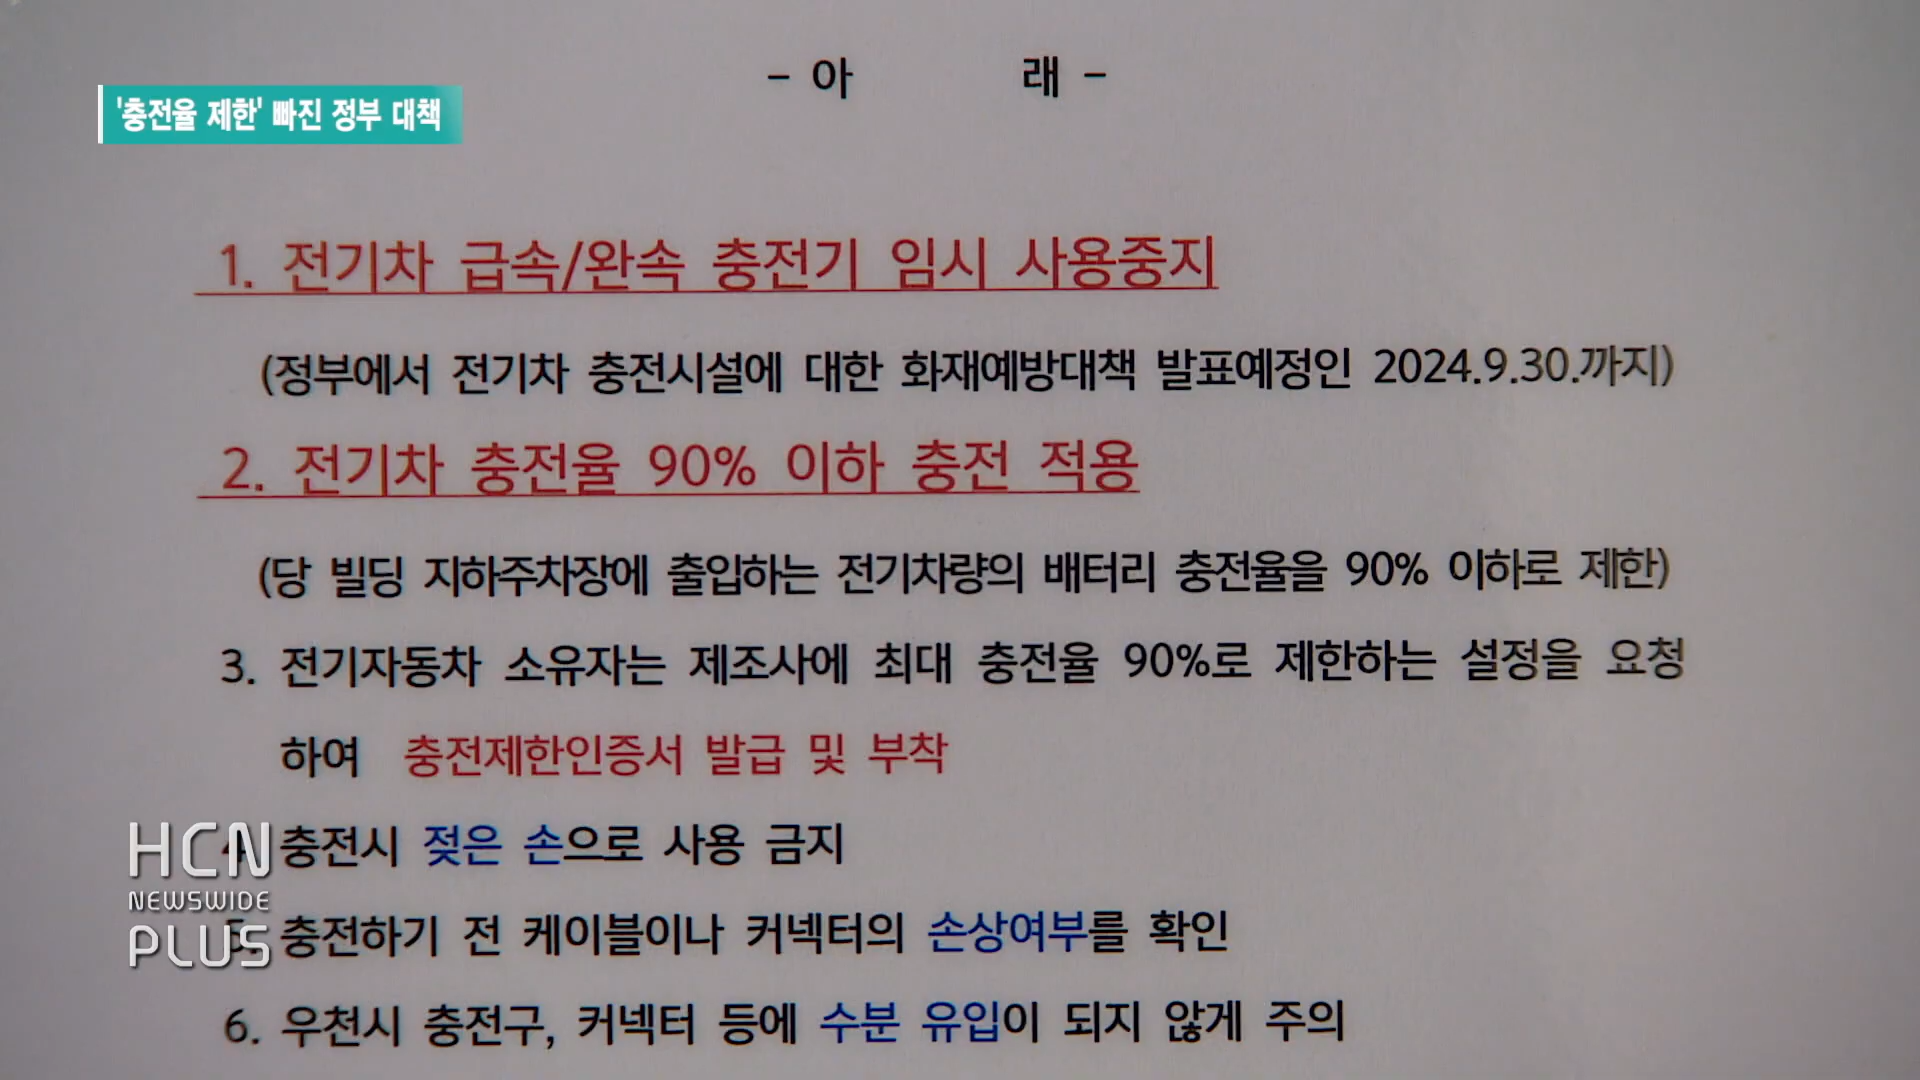 - 아 래 -
'충전율 제한' 빠진 정부 대책
1. 전기차 급속/완속 충전기 임시 사용중지
(정부에서 전기차 충전시설에 대한 화재예방대책 발표예정인 2024.9.30.까지)
2. 전기차 충전율 90% 이하 충전 적용
(당 빌딩 지하주차장에 출입하는 전기차량의 배터리 충전율을 90% 이하로 제한)
3. 전기자동차 소유자는 제조사에 최대 충전율 90%로 제한하는 설정을 요청
하여 충전제한인증서 발급 및 부착
4. 충전시 젖은 손으로 사용 금지
5. 충전하기 전 케이블이나 커넥터의 손상여부를 확인
6. 우천시 충전구, 커넥터 등에 수분 유입이 되지 않게 주의
HCN
NEWSWIDE
PLUS